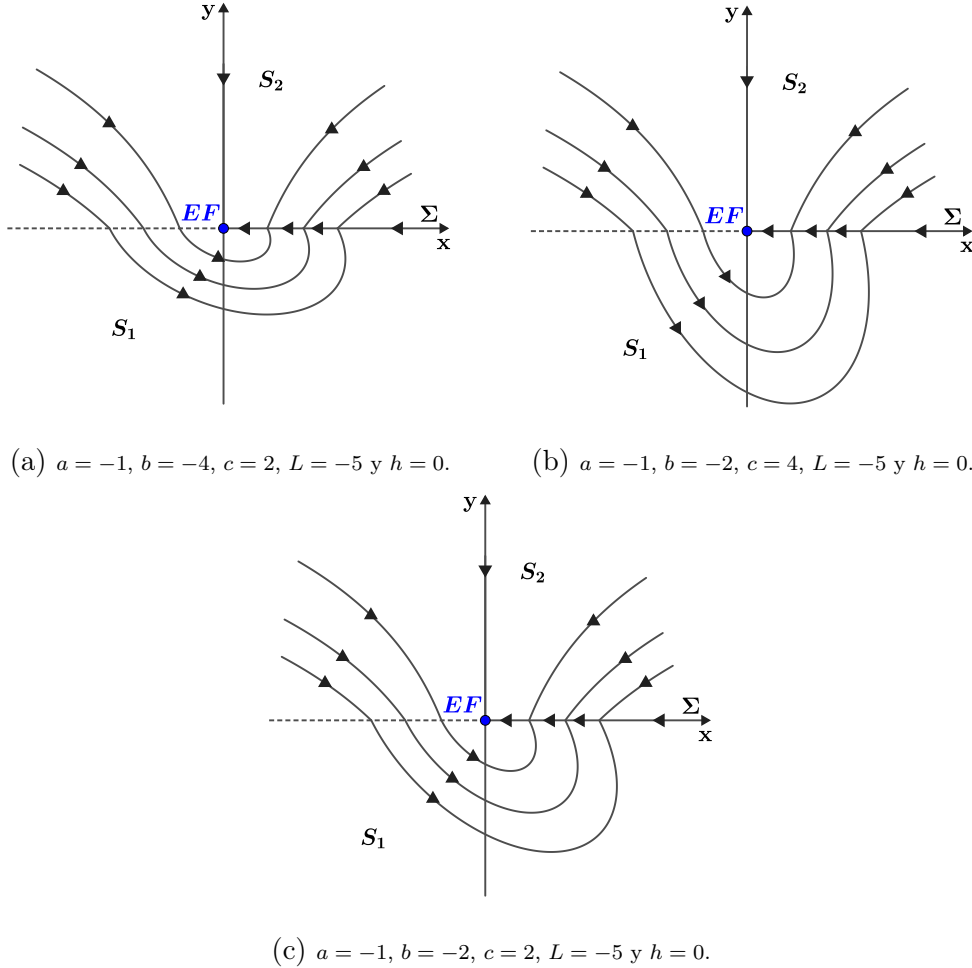 y
S₂
EF
Σ
x
S₁
(a) a = −1, b = −4, c = 2, L = −5 y h = 0.
y
S₂
EF
Σ
x
S₁
(b) a = −1, b = −2, c = 4, L = −5 y h = 0.
y
S₂
EF
Σ
x
S₁
(c) a = −1, b = −2, c = 2, L = −5 y h = 0.